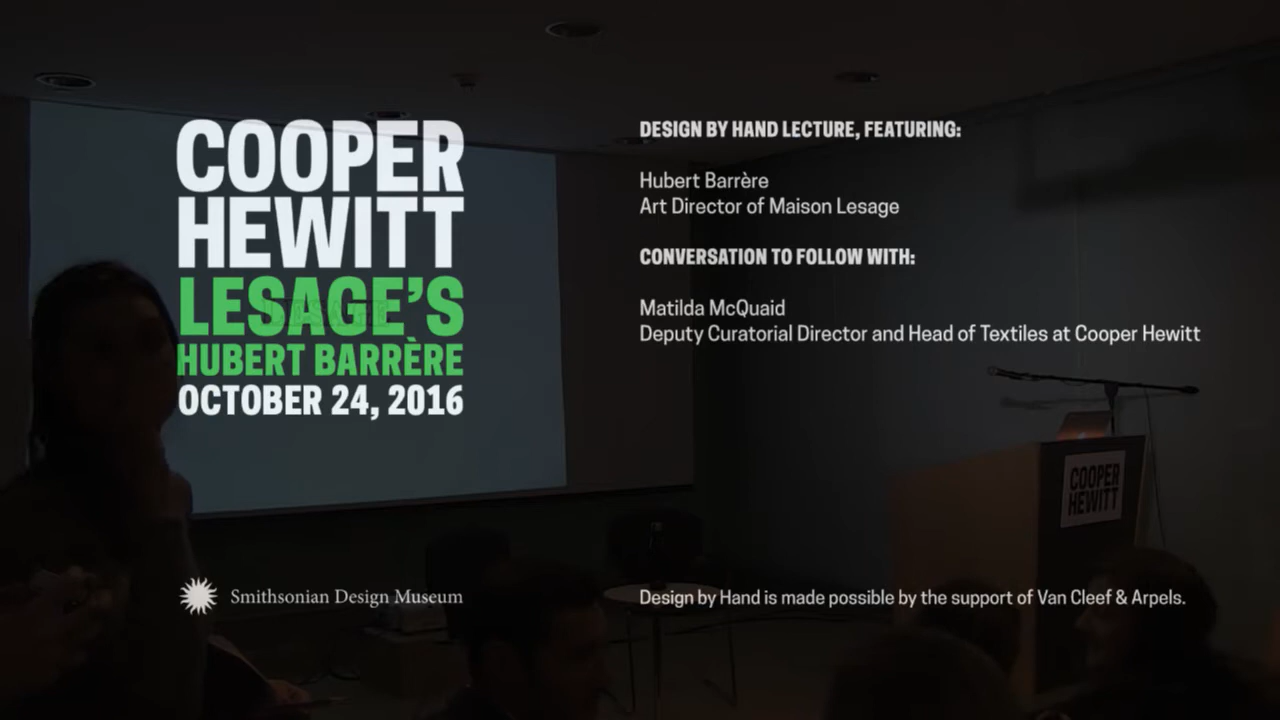 COOPER
HEWITT
LESAGE'S
HUBERT BARRÈRE
OCTOBER 24, 2016
DESIGN BY HAND LECTURE, FEATURING:
Hubert Barrère
Art Director of Maison Lesage
CONVERSATION TO FOLLOW WITH:
Matilda McQuaid
Deputy Curatorial Director and Head of Textiles at Cooper Hewitt
COOPER
HEWITT
Smithsonian Design Museum
Design by Hand is made possible by the support of Van Cleef & Arpels.